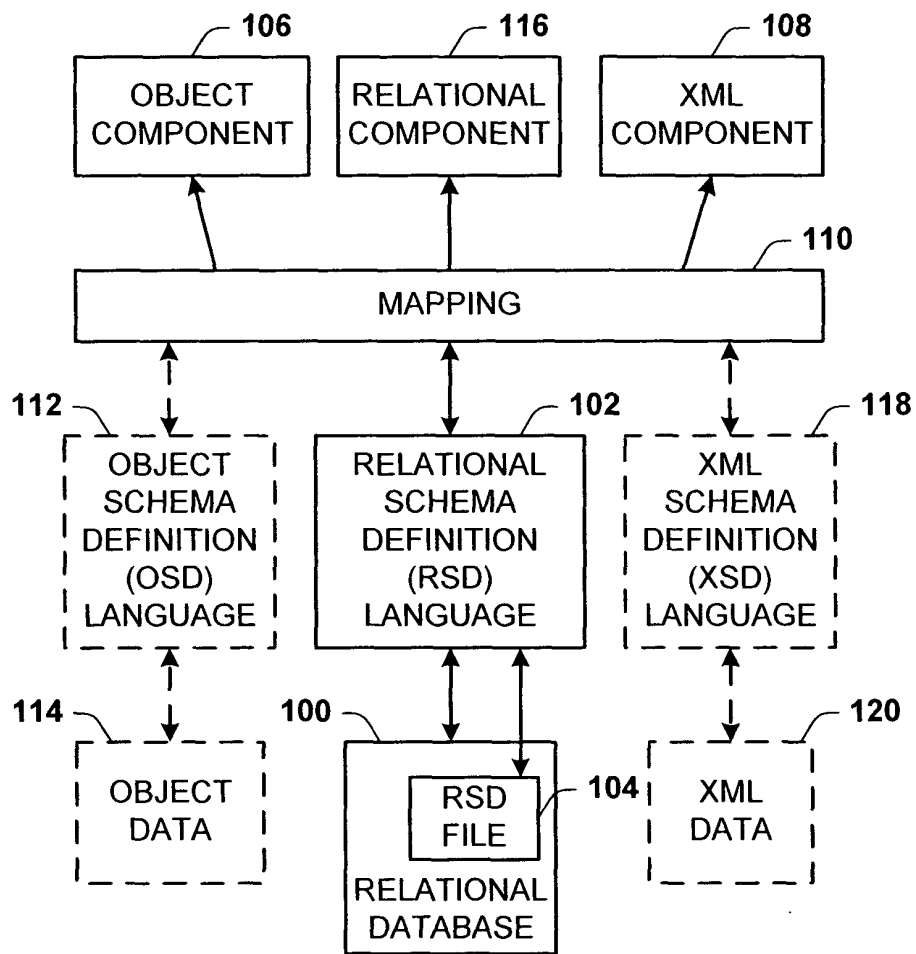 106
116
108
OBJECT
COMPONENT
RELATIONAL
COMPONENT
XML
COMPONENT
110
MAPPING
112
102
118
OBJECT
SCHEMA
DEFINITION
(OSD)
LANGUAGE
RELATIONAL
SCHEMA
DEFINITION
(RSD)
LANGUAGE
XML
SCHEMA
DEFINITION
(XSD)
LANGUAGE
114
100
120
OBJECT
DATA
RSD
FILE
104
RELATIONAL
DATABASE
XML
DATA